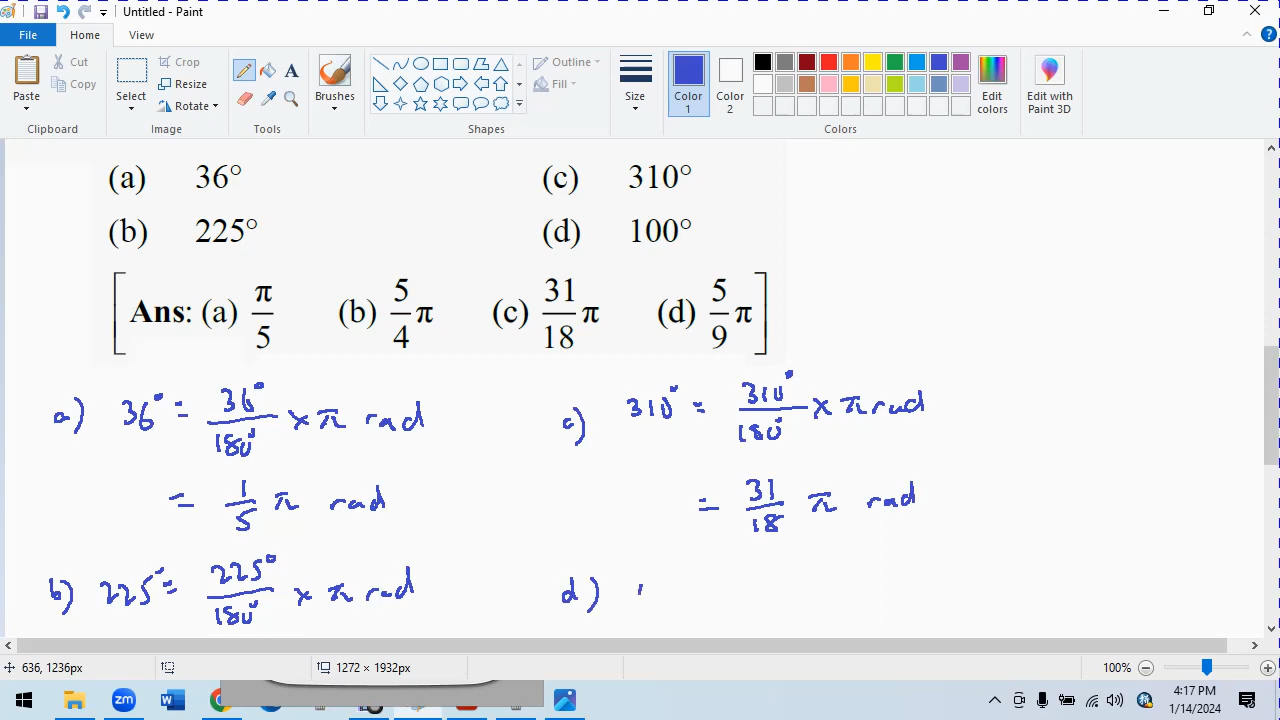 Untitled - Paint
File Home View
Paste Cut Copy
Clipboard
Select Crop Resize Rotate
Image
Tools
Brushes
Outline Fill
Shapes
Size
Color 1 Color 2
Edit colors
Colors
Edit with Paint 3D
(a) 36° (c) 310°
(b) 225° (d) 100°
[Ans: (a) π/5 (b) 5/4 π (c) 31/18 π (d) 5/9 π]
a) 36° = 36°/180° × π rad
= 1/5 π rad
b) 225° = 225°/180° × π rad
c) 310° = 310°/180° × π rad
= 31/18 π rad
d)
636, 1236px 1272 × 1932px 100%
zm W
4:17 PM
1/14/2024